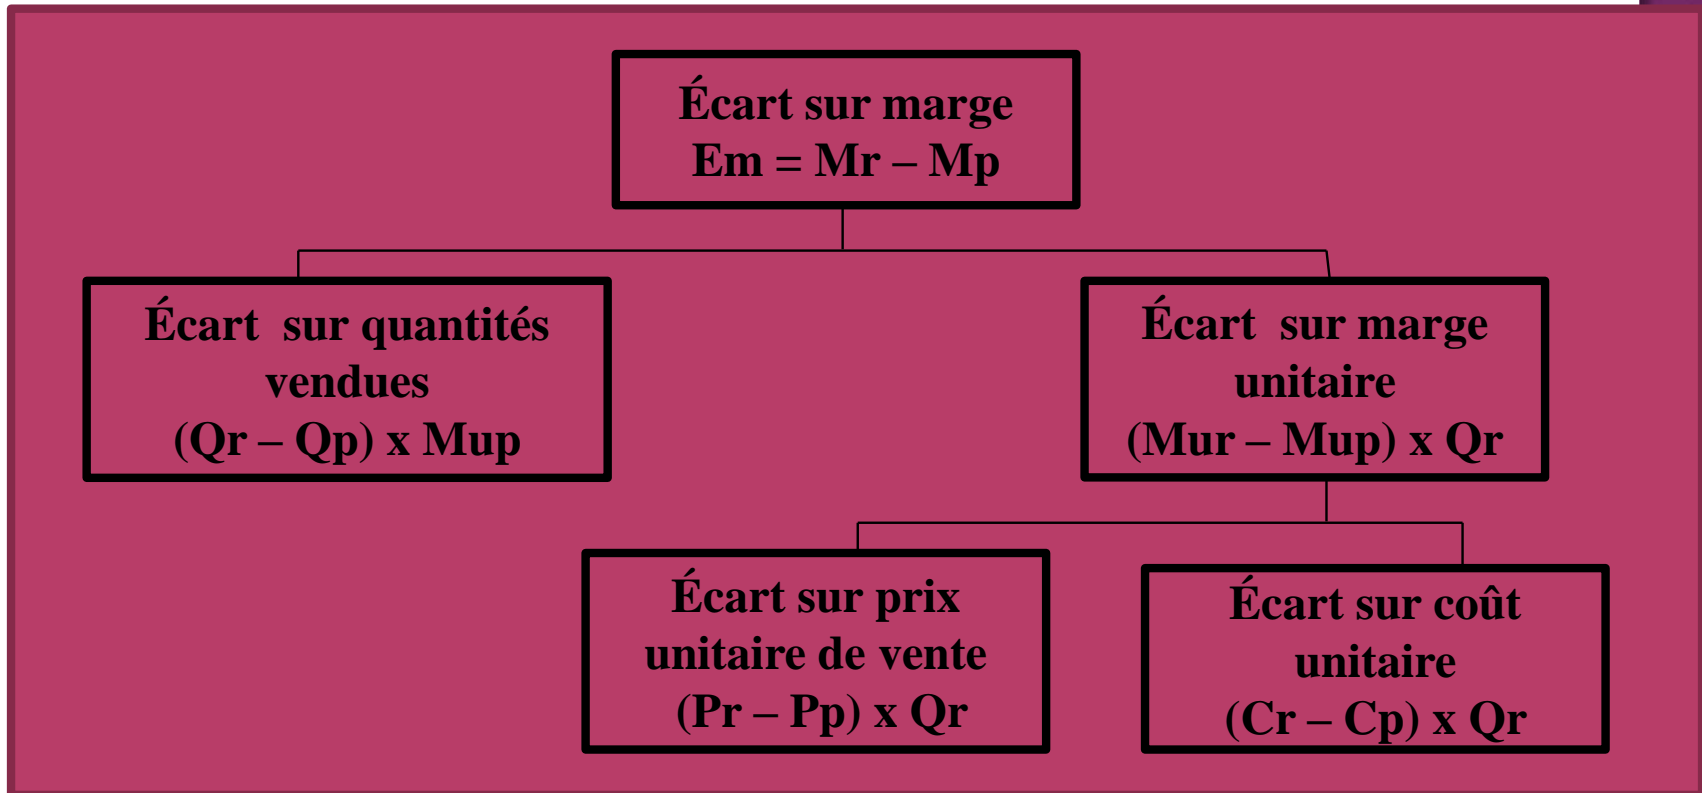 Écart sur marge
Em = Mr – Mp
Écart sur quantités
vendues
(Qr – Qp) x Mup
Écart sur marge
unitaire
(Mur – Mup) x Qr
Écart sur prix
unitaire de vente
(Pr – Pp) x Qr
Écart sur coût
unitaire
(Cr – Cp) x Qr